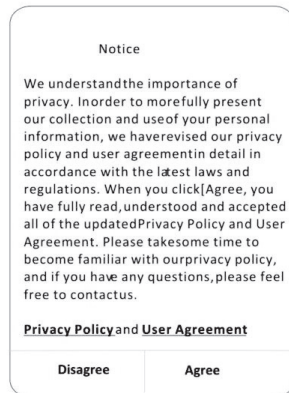 Notice
We understandthe importance of
privacy. Inorder to morefully present
our collection and useof your personal
information, we haverevised our privacy
policy and user agreementin detail in
accordance with the latest laws and
regulations. When you click[Agree, you
have fully read,understood and accepted
all of the updatedPrivacy Policy and User
Agreement. Please takesome time to
become familiar with ourprivacy policy,
and if you have any questions,please feel
free to contactus.
Privacy Policyand User Agreement
Disagree Agree